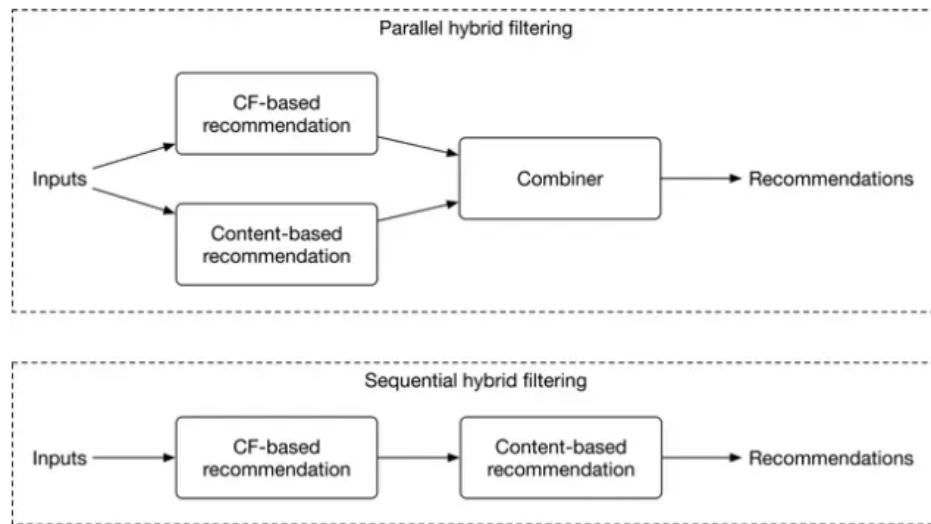 Parallel hybrid filtering
CF-based
recommendation
Inputs
Combiner
Recommendations
Content-based
recommendation
Sequential hybrid filtering
Inputs
CF-based
recommendation
Content-based
recommendation
Recommendations